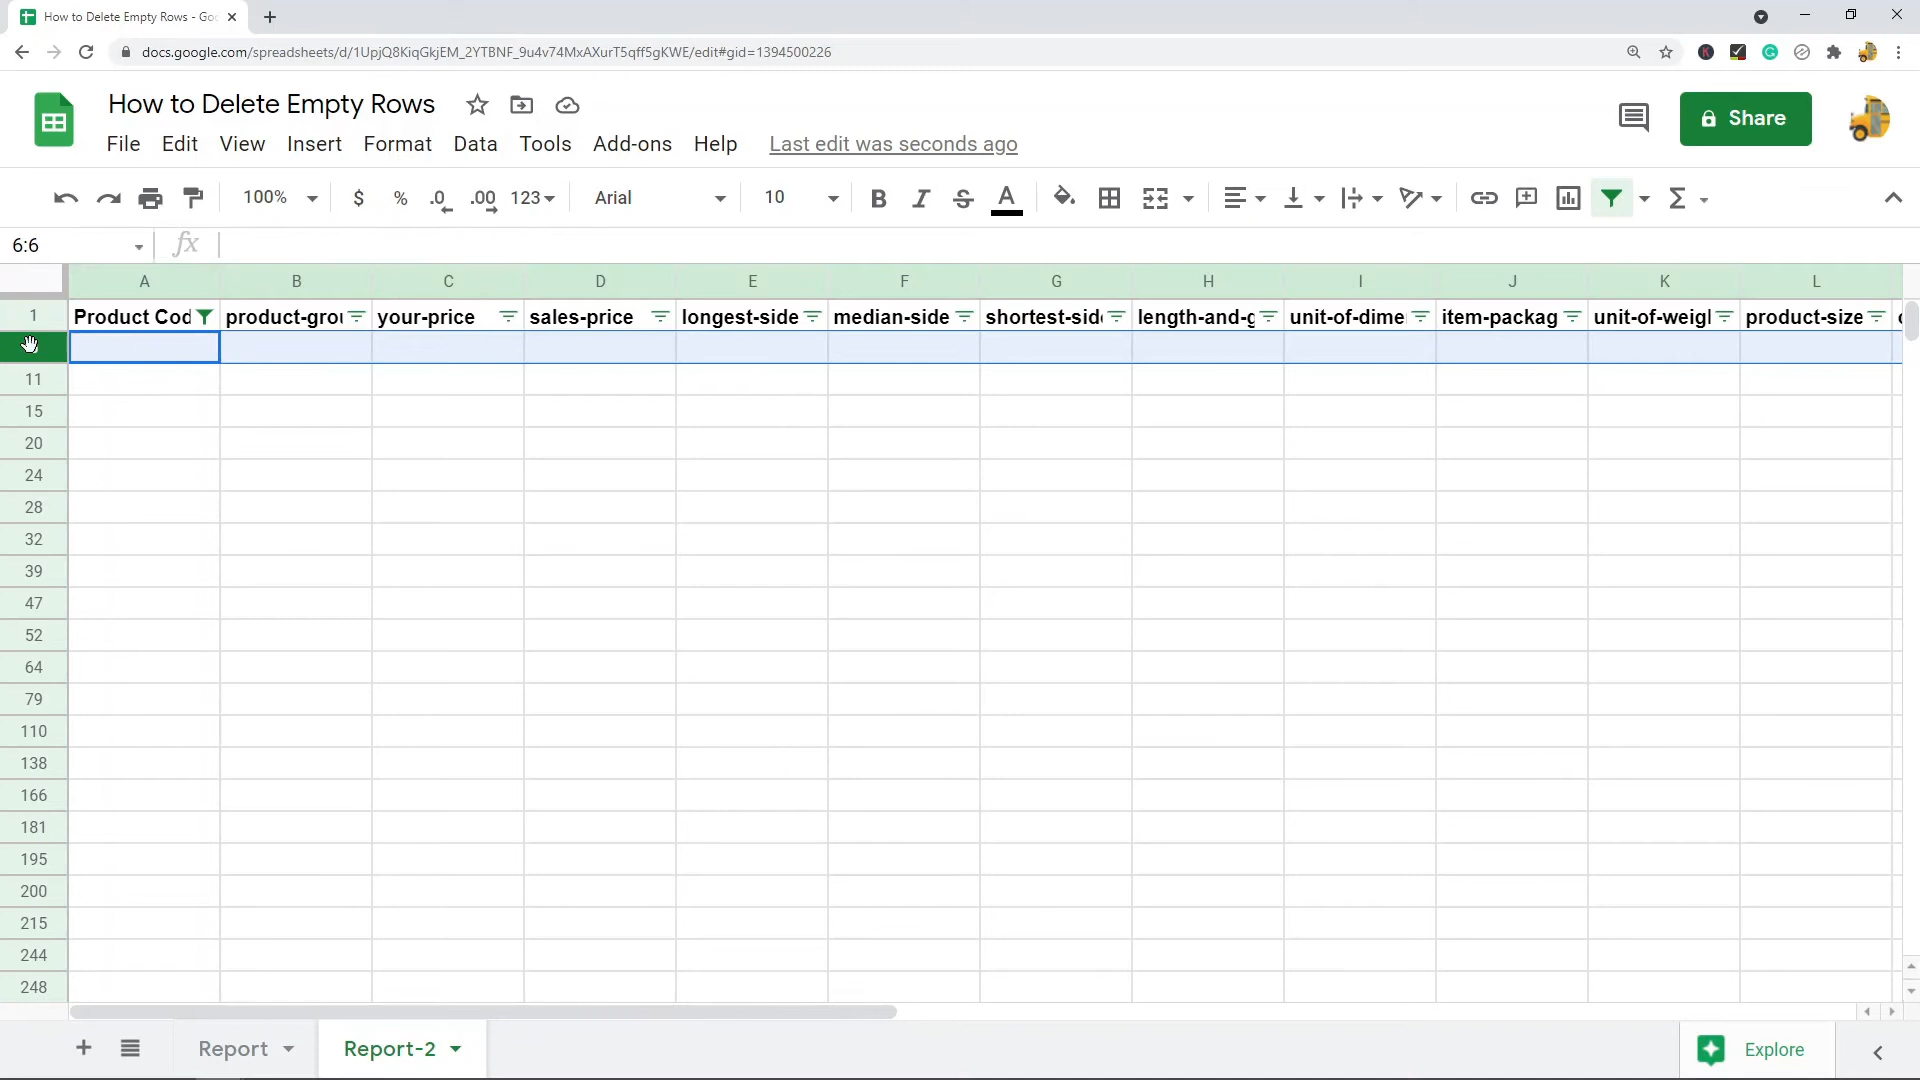 How to Delete Empty Rows - Goo
docs.google.com/spreadsheets/d/1UpjQ8KiqGkjEM_2YTBNF_9u4v74MxAXurT5qff5gKWE/edit#gid=1394500226
How to Delete Empty Rows
Share
File Edit View Insert Format Data Tools Add-ons Help Last edit was seconds ago
100% $ % .0 .00 123 Arial 10 B I S A Σ
6:6 fx
A B C D E F G H I J K L
1 Product Cod product-grou your-price sales-price longest-side median-side shortest-side length-and-g unit-of-dime item-packag unit-of-weigl product-size
11
15
20
24
28
32
39
47
52
64
79
110
138
166
181
195
200
215
244
248
+ Report Report-2 Explore